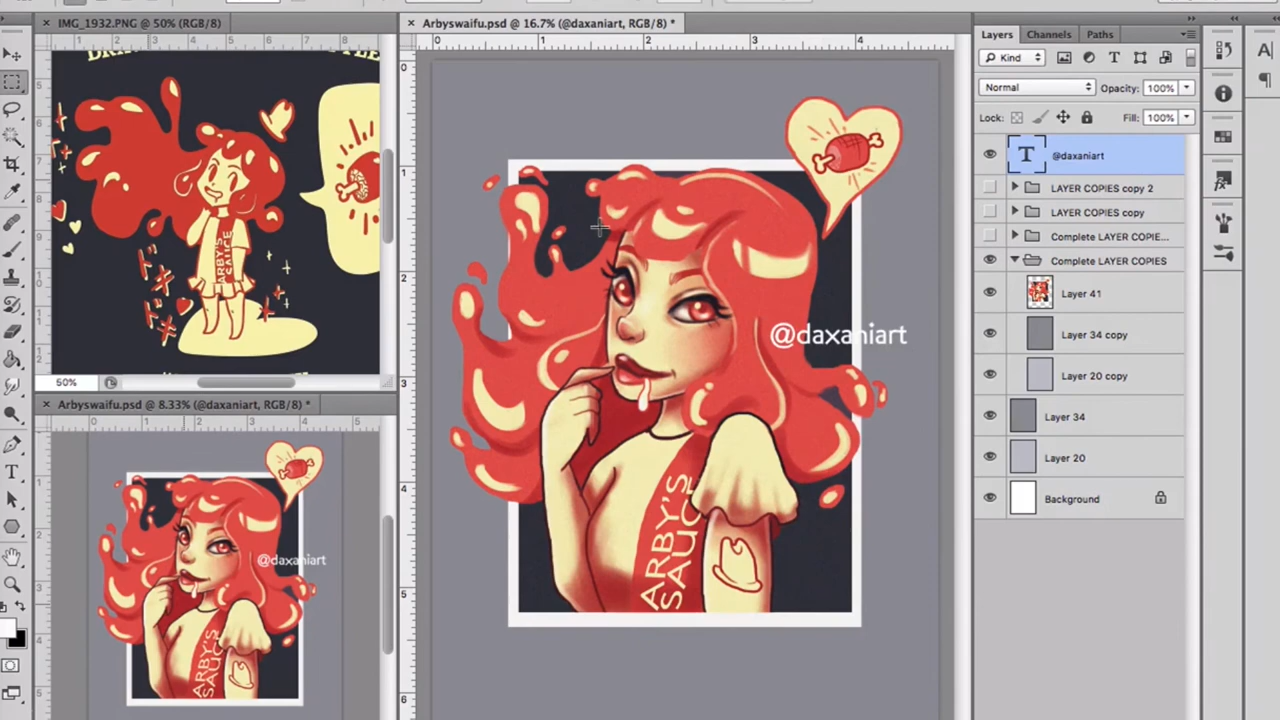 IMG_1932.PNG @ 50% (RGB/8)
Arbyswaifu.psd @ 16.7% (@daxaniart, RGB/8) *
Layers
Channels
Paths
Kind
Normal
Opacity: 100%
Lock:
Fill: 100%
@daxaniart
LAYER COPIES copy 2
LAYER COPIES copy
Complete LAYER COPIE...
Complete LAYER COPIES
Layer 41
Layer 34 copy
Layer 20 copy
Layer 34
Layer 20
Background
ARBY'S
SAUCE
ドキ
ドキ
50%
Arbyswaifu.psd @ 8.33% (@daxaniart, RGB/8) *
@daxaniart
ARBY'S
SAUCE
@daxaniart
ARBY'S
SAUCE